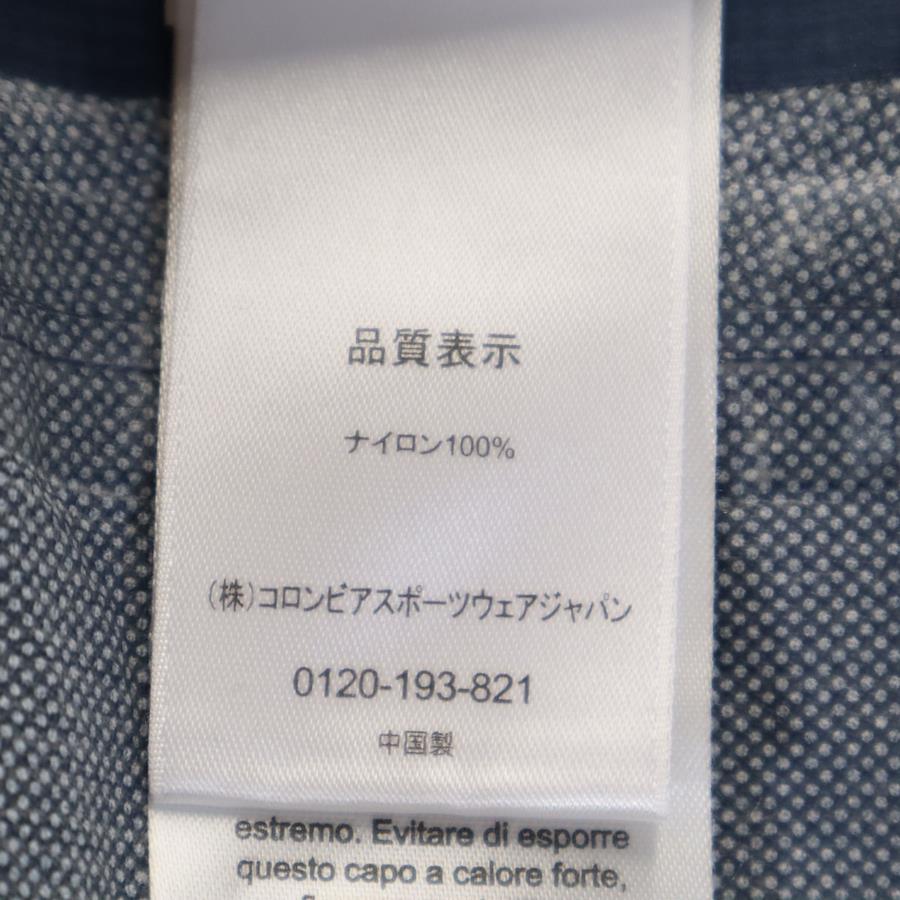 品質表示
ナイロン100%
(株)コロンビアスポーツウェアジャパン
0120-193-821
中国製
estremo. Evitare di esporre
questo capo a calore forte,